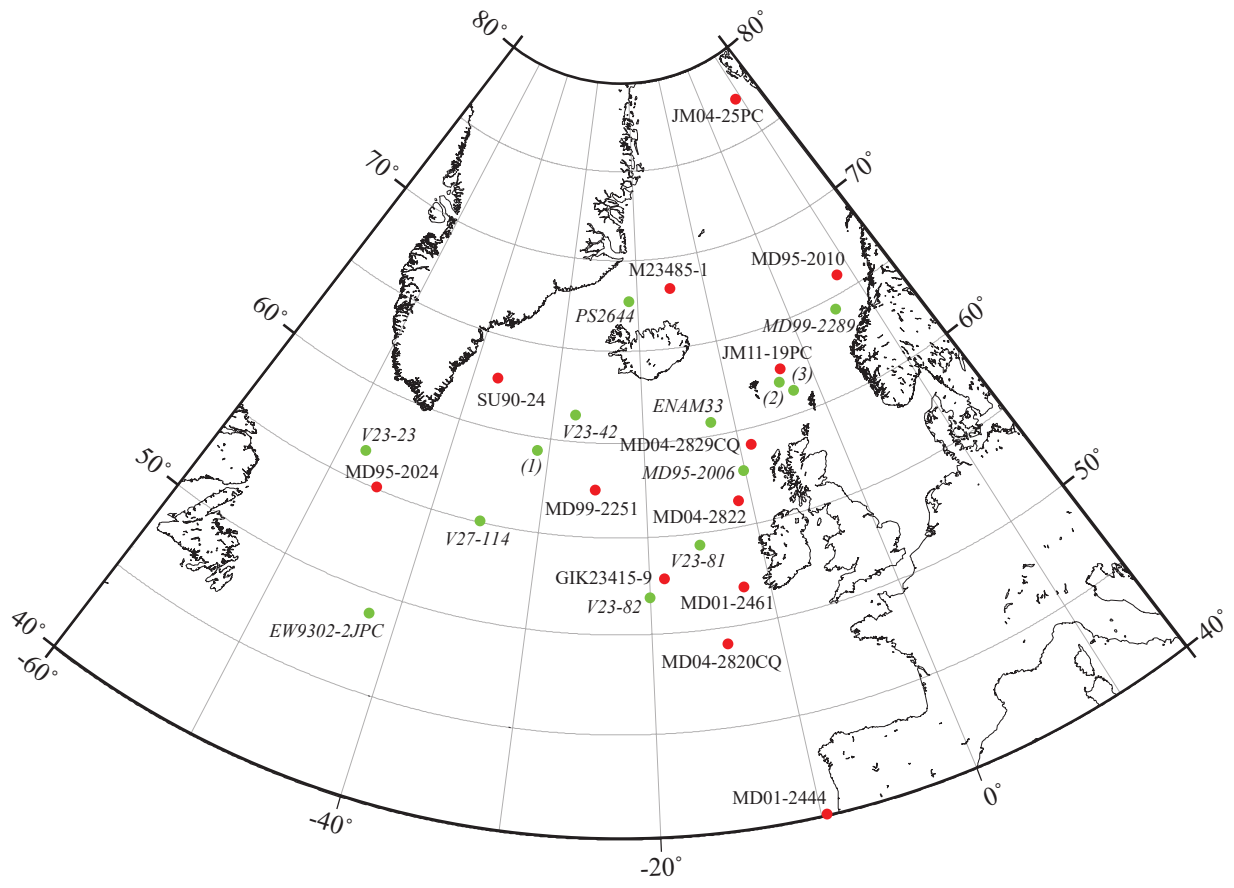 80°
80°
JM04-25PC
70°
70°
M23485-1
MD95-2010
PS2644
MD99-2289
60°
60°
JM11-19PC
(3)
(2)
SU90-24
ENAM33
V23-42
V23-23
MD04-2829CQ
(1)
MD95-2024
MD95-2006
50°
50°
MD99-2251
MD04-2822
V27-114
V23-81
GIK23415-9
V23-82
MD01-2461
EW9302-2JPC
40°
40°
-60°
MD04-2820CQ
MD01-2444
0°
-40°
-20°